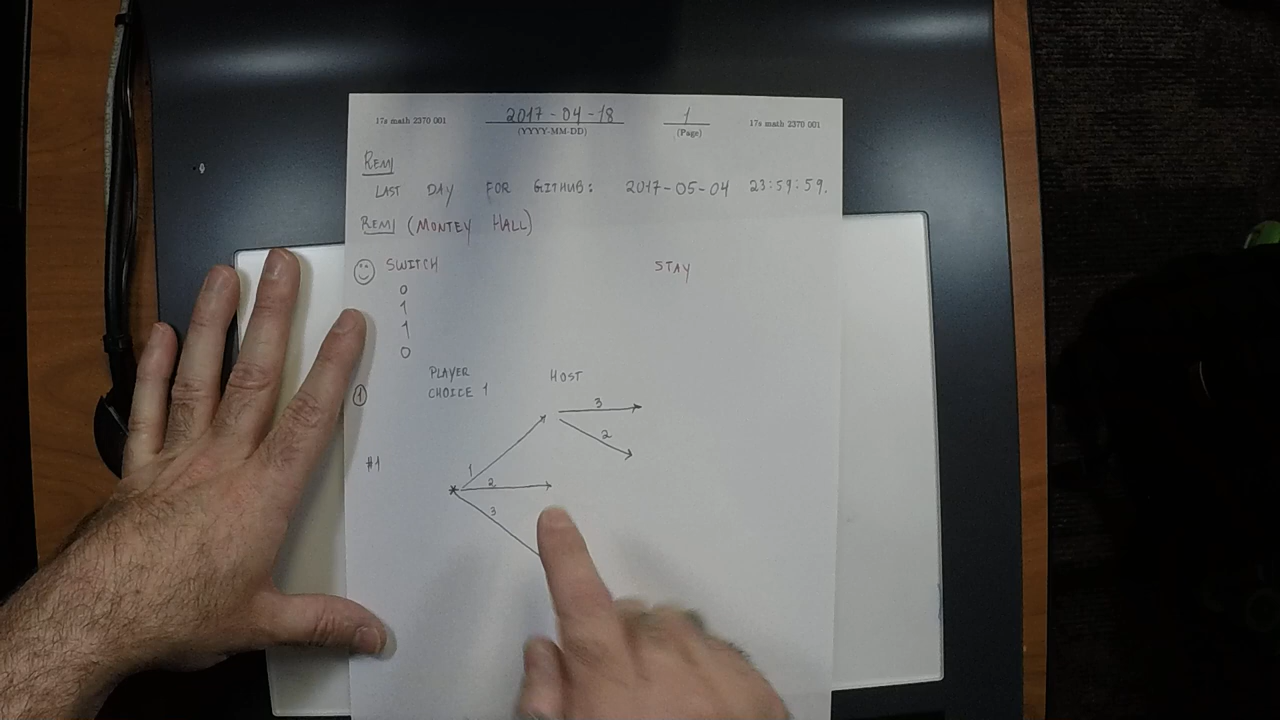 17s math 2370 001 2017-04-18 1 17s math 2370 001
(YYYY-MM-DD) (Page)
REM
LAST DAY FOR GITHUB: 2017-05-04 23:59:59.
REM (MONTEY HALL)
SWITCH STAY
0
1
1
0
PLAYER HOST
1 CHOICE 1
3
2
#1
1
2
3